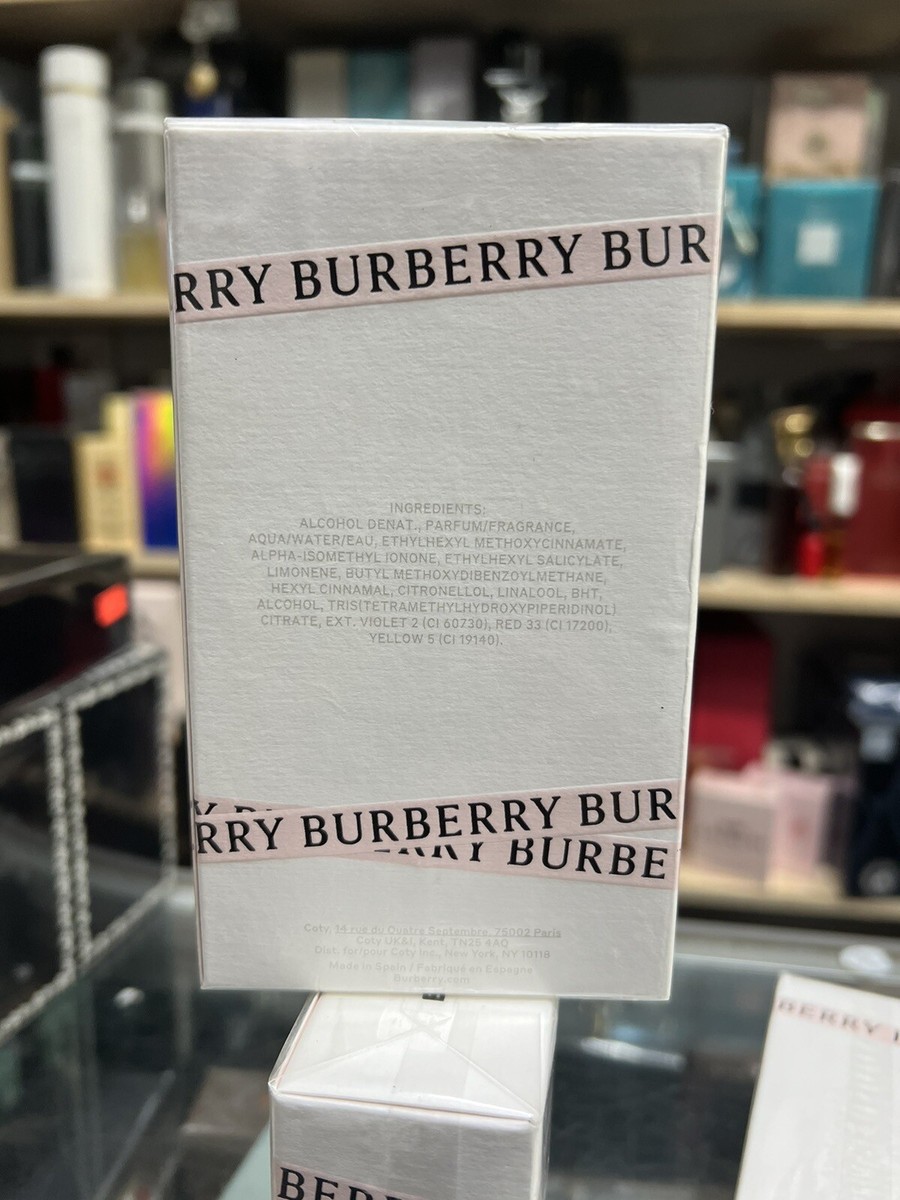 RRY BURBERRY BUR
INGREDIENTS:
ALCOHOL DENAT., PARFUM/FRAGRANCE,
AQUA/WATER/EAU, ETHYLHEXYL METHOXYCINNAMATE,
ALPHA-ISOMETHYL IONONE, ETHYLHEXYL SALICYLATE,
LIMONENE, BUTYL METHOXYDIBENZOYLMETHANE,
HEXYL CINNAMAL, CITRONELLOL, LINALOOL, BHT,
ALCOHOL, TRIS(TETRAMETHYLHYDROXYPIPERIDINOL)
CITRATE, EXT. VIOLET 2 (CI 60730), RED 33 (CI 17200),
YELLOW 5 (CI 19140).
RRY BURBERRY BUR
RRY BURBE
Coty, 14 rue du Quatre Septembre, 75002 Paris
Coty UK&I, Kent, TN25 4AQ
Dist. for/pour Coty Inc., New York, NY 10118
Made in Spain / Fabriqué en Espagne
Burberry.com
BERR
BERRY